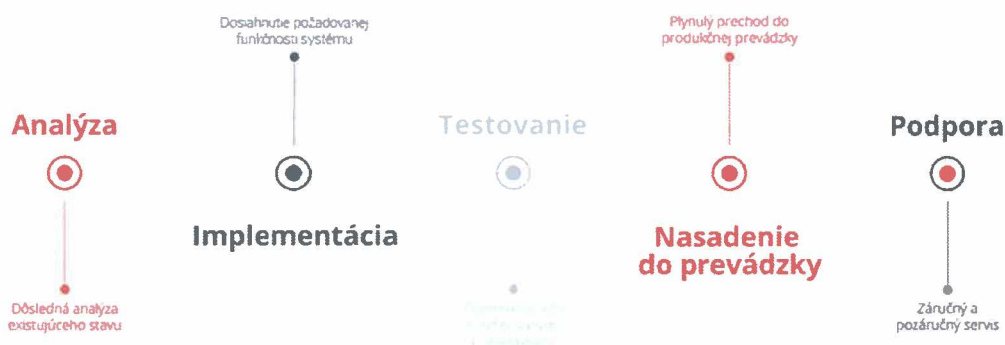 Dosiahnutie požadovanej
funkčnosti systému
Plynulý prechod do
produkčnej prevádzky
Analýza
Testovanie
Podpora
Implementácia
Nasadenie
do prevádzky
Dôsledná analýza
existujúceho stavu
Záručný a
pozáručný servis